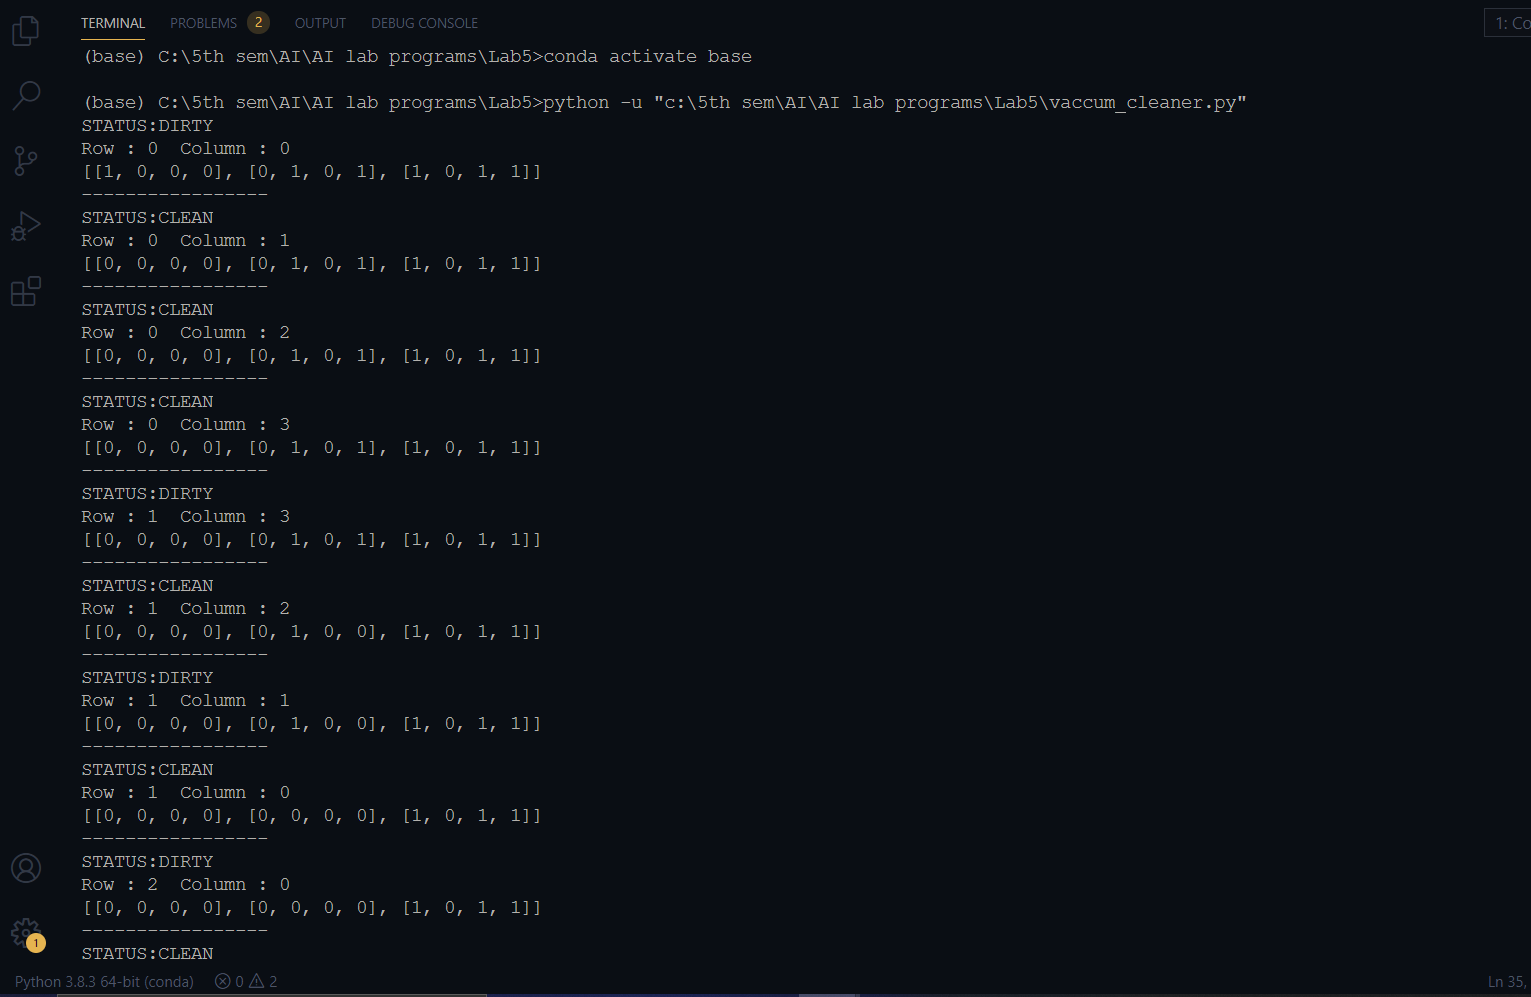 TERMINAL PROBLEMS 2 OUTPUT DEBUG CONSOLE 1: Co
(base) C:\5th sem\AI\AI lab programs\Lab5>conda activate base
(base) C:\5th sem\AI\AI lab programs\Lab5>python -u "c:\5th sem\AI\AI lab programs\Lab5\vaccum_cleaner.py"
STATUS:DIRTY
Row : 0  Column : 0
[[1, 0, 0, 0], [0, 1, 0, 1], [1, 0, 1, 1]]
-----------------
STATUS:CLEAN
Row : 0  Column : 1
[[0, 0, 0, 0], [0, 1, 0, 1], [1, 0, 1, 1]]
-----------------
STATUS:CLEAN
Row : 0  Column : 2
[[0, 0, 0, 0], [0, 1, 0, 1], [1, 0, 1, 1]]
-----------------
STATUS:CLEAN
Row : 0  Column : 3
[[0, 0, 0, 0], [0, 1, 0, 1], [1, 0, 1, 1]]
-----------------
STATUS:DIRTY
Row : 1  Column : 3
[[0, 0, 0, 0], [0, 1, 0, 1], [1, 0, 1, 1]]
-----------------
STATUS:CLEAN
Row : 1  Column : 2
[[0, 0, 0, 0], [0, 1, 0, 0], [1, 0, 1, 1]]
-----------------
STATUS:DIRTY
Row : 1  Column : 1
[[0, 0, 0, 0], [0, 1, 0, 0], [1, 0, 1, 1]]
-----------------
STATUS:CLEAN
Row : 1  Column : 0
[[0, 0, 0, 0], [0, 0, 0, 0], [1, 0, 1, 1]]
-----------------
STATUS:DIRTY
Row : 2  Column : 0
[[0, 0, 0, 0], [0, 0, 0, 0], [1, 0, 1, 1]]
-----------------
STATUS:CLEAN
1
Python 3.8.3 64-bit (conda) 0 2 Ln 35,